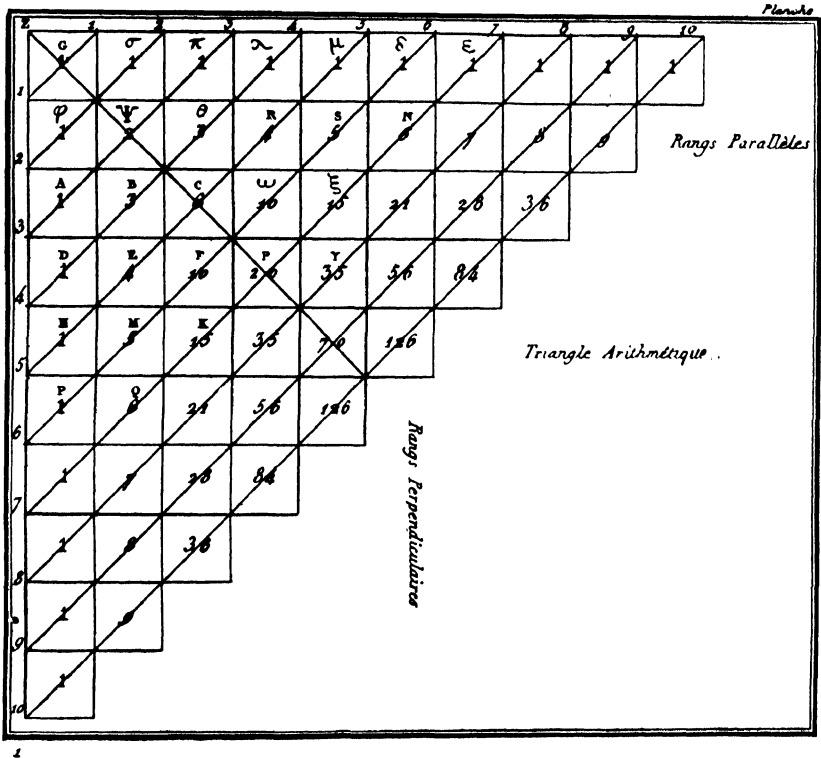 Planche
Z 1 2 3 4 5 6 7 8 9 10
G σ π λ μ δ ε
1 1 1 1 1 1 1 1 1 1
1
φ Ψ θ R S N
1 2 3 4 5 6 7 8 9
Rangs Parallèles
2
A B C ω ξ
1 3 6 10 15 21 28 36
3
D E F P Y
1 4 10 20 35 56 84
4
H M K
1 5 15 35 70 126
Triangle Arithmétique
5
P Q
1 6 21 56 126
6
Rangs Perpendiculaires
1 7 28 84
7
1 8 36
8
1 9
9
1
10
1